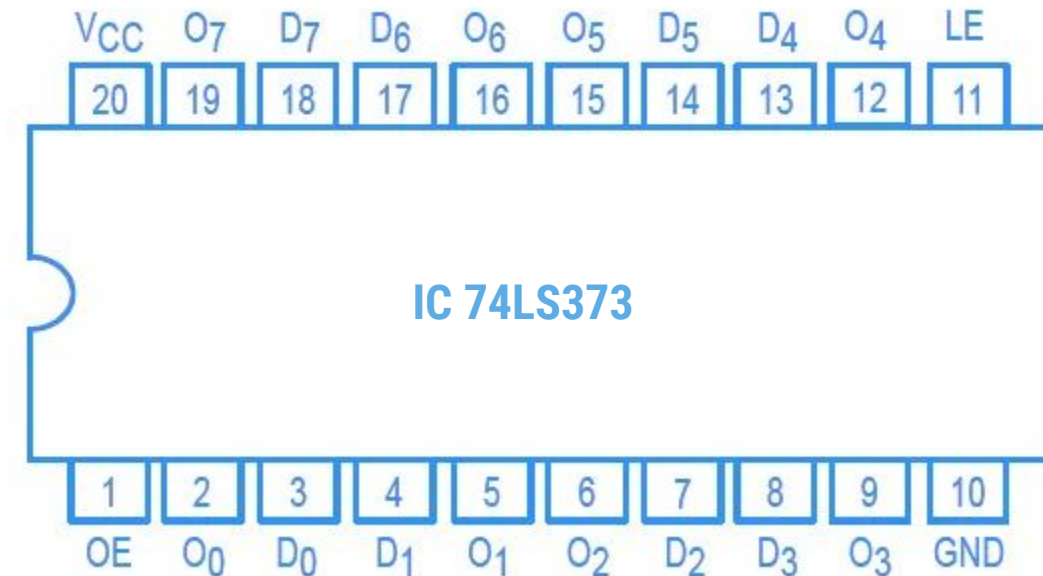 V_CC O₇ D₇ D₆ O₆ O₅ D₅ D₄ O₄ LE
20 19 18 17 16 15 14 13 12 11
IC 74LS373
1 2 3 4 5 6 7 8 9 10
OE O₀ D₀ D₁ O₁ O₂ D₂ D₃ O₃ GND